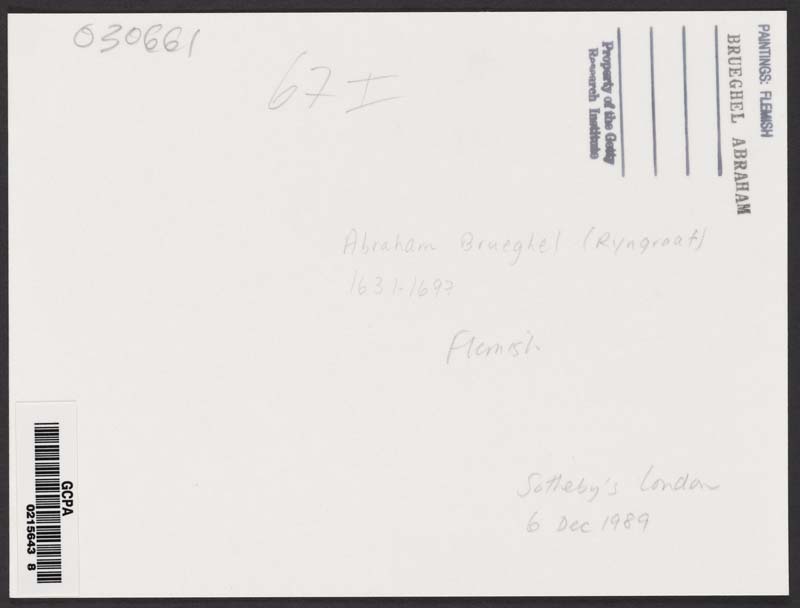 030661
67 I
PAINTINGS: FLEMISH
BRUEGHEL ABRAHAM
Property of the Getty
Research Institute
Abraham Brueghel (Ryngraaf)
1631-1697
Flemish
Sotheby's London
6 Dec 1989
GCPA
0215643 8